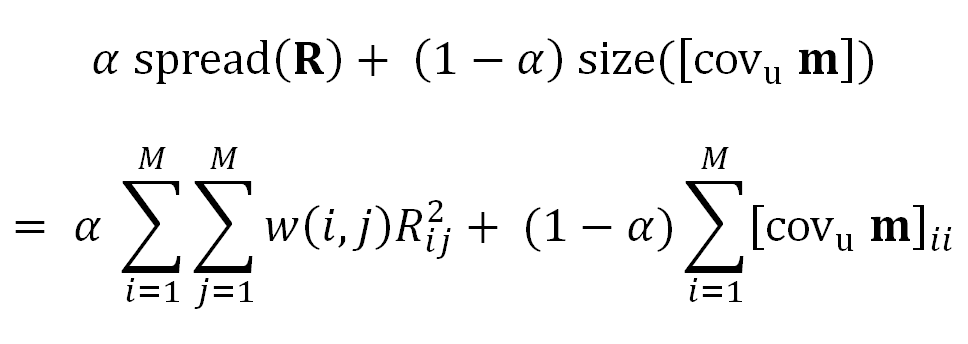 α spread(𝐑) + (1 − α) size([cov_u 𝐦])
= α ∑_{i=1}^{M} ∑_{j=1}^{M} w(i,j)R_{ij}^{2} + (1 − α) ∑_{i=1}^{M} [cov_u 𝐦]_{ii}